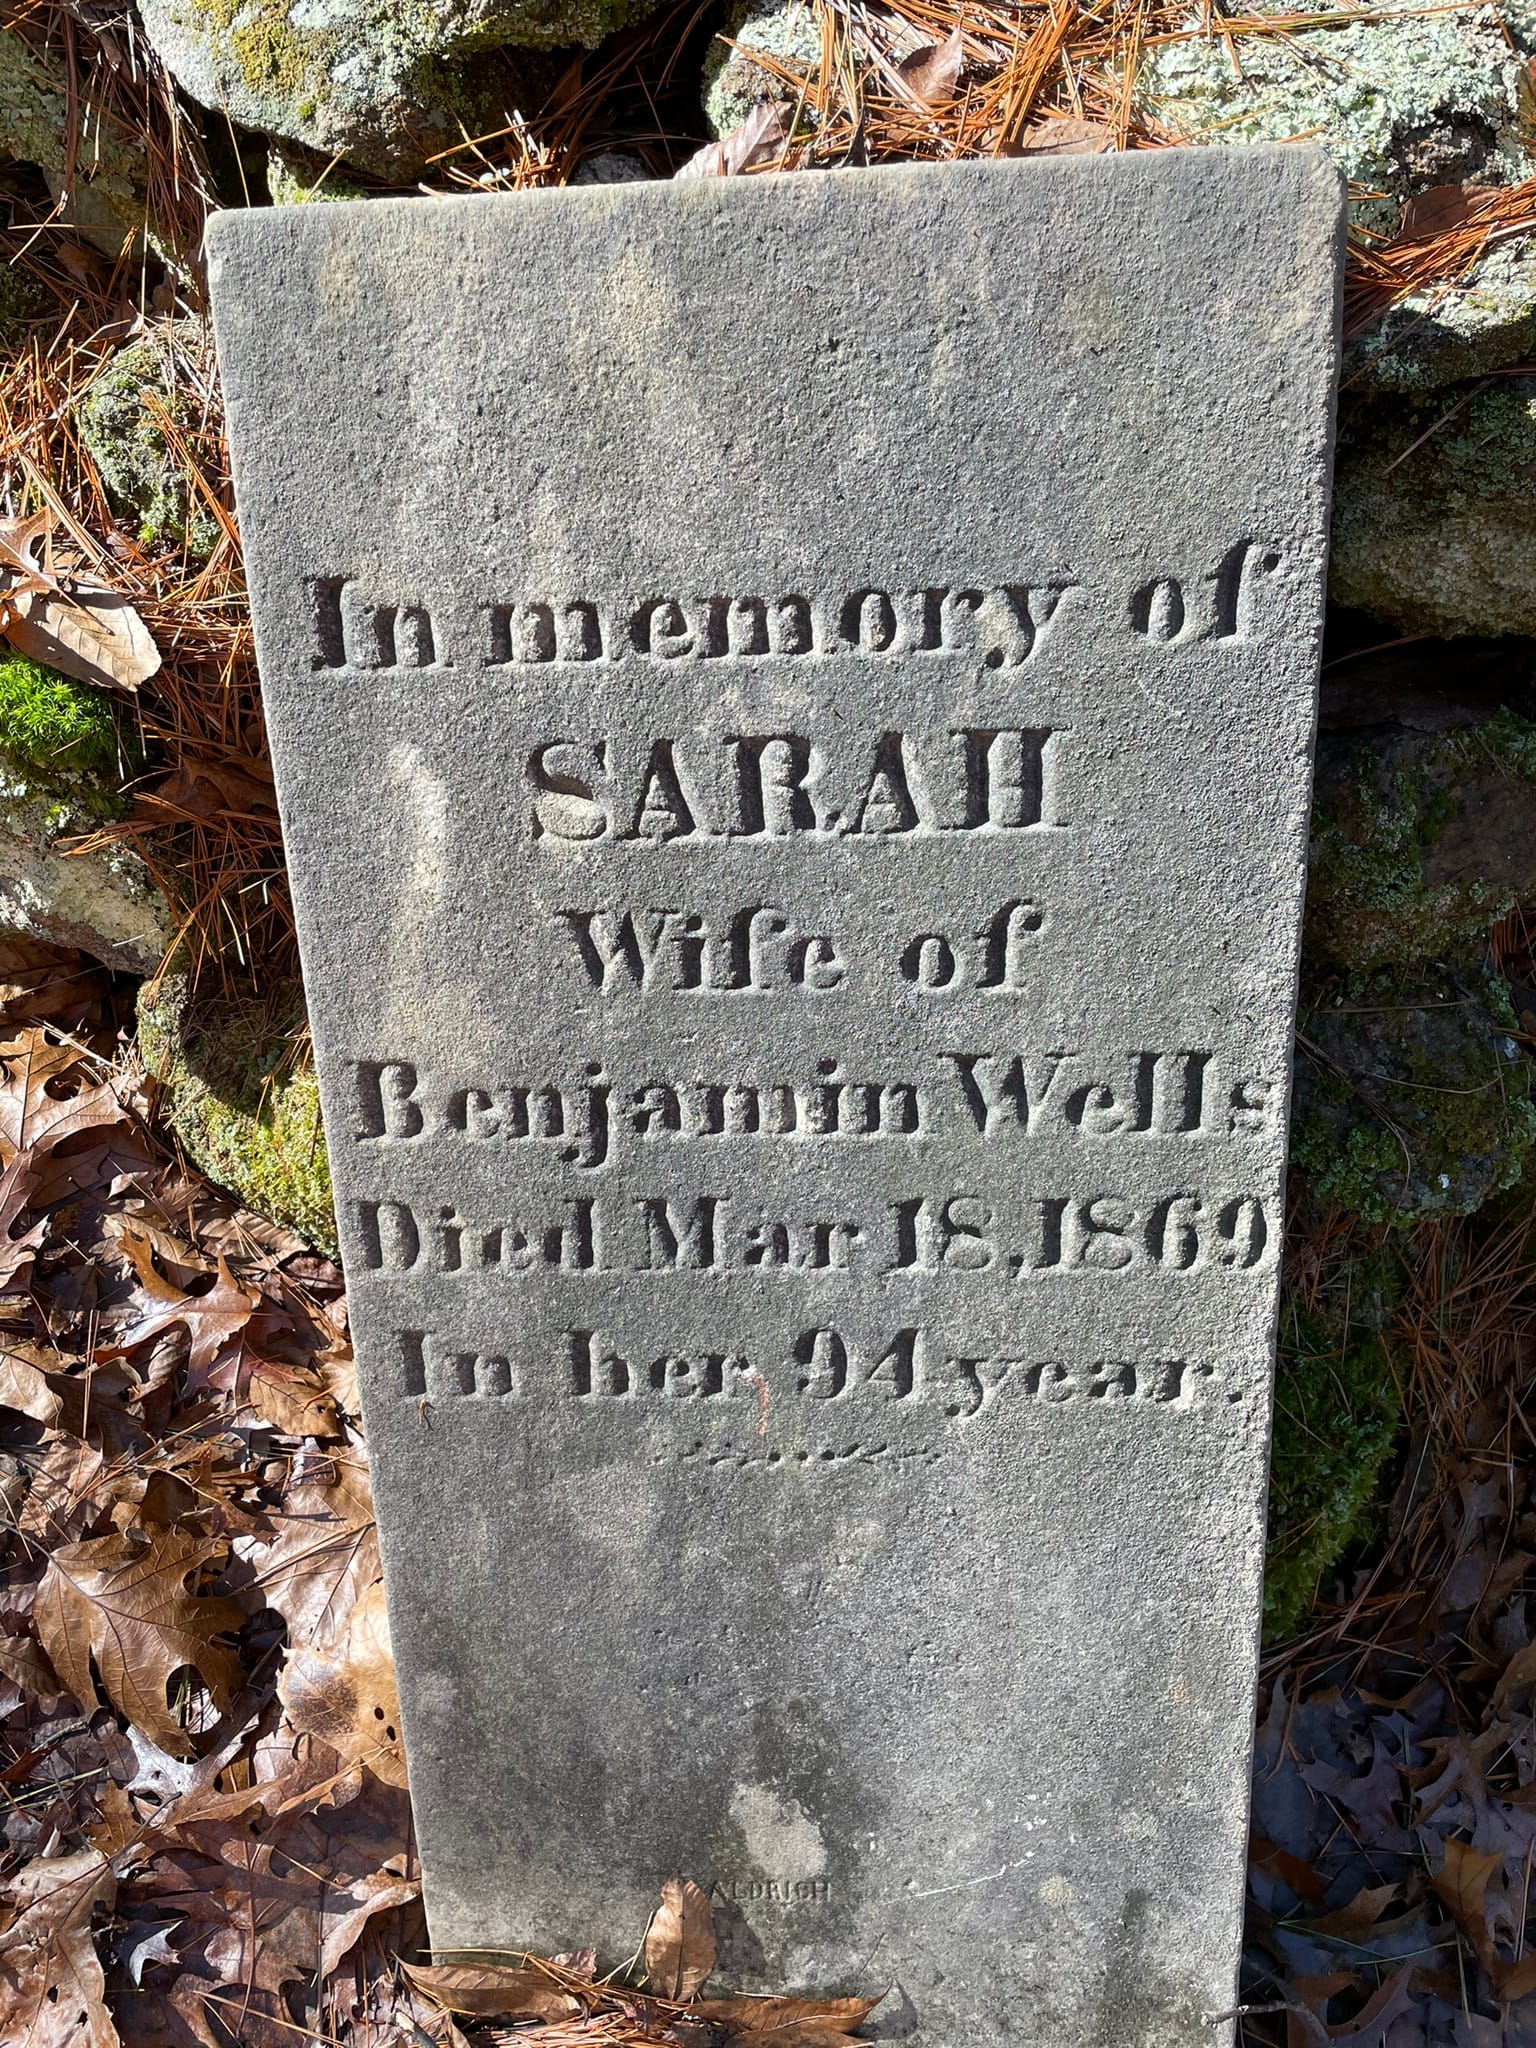 In memory of
SARAH
Wife of
Benjamin Wells
Died Mar 18, 1869
In her 94 year.
ALDRICH